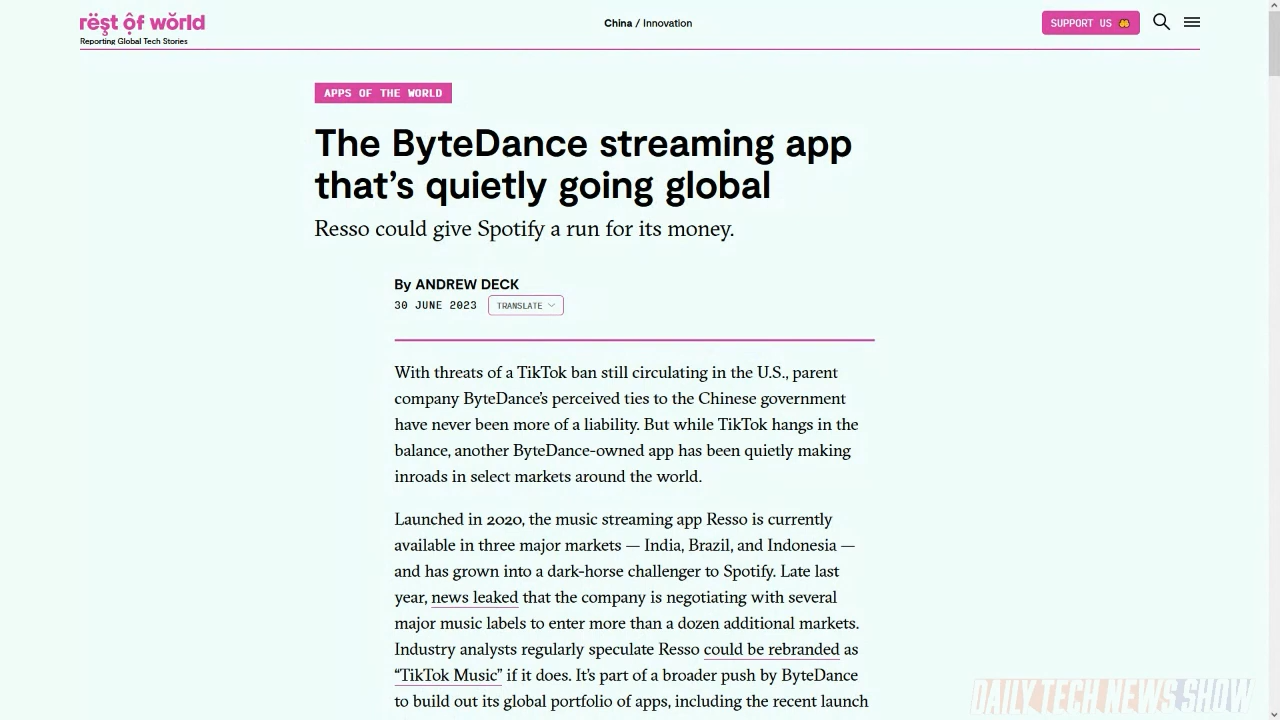 rëşt ôf wŏrld
Reporting Global Tech Stories
China / Innovation
SUPPORT US
APPS OF THE WORLD
The ByteDance streaming app
that’s quietly going global
Resso could give Spotify a run for its money.
By ANDREW DECK
30 JUNE 2023
TRANSLATE
With threats of a TikTok ban still circulating in the U.S., parent
company ByteDance’s perceived ties to the Chinese government
have never been more of a liability. But while TikTok hangs in the
balance, another ByteDance-owned app has been quietly making
inroads in select markets around the world.
Launched in 2020, the music streaming app Resso is currently
available in three major markets — India, Brazil, and Indonesia —
and has grown into a dark-horse challenger to Spotify. Late last
year, news leaked that the company is negotiating with several
major music labels to enter more than a dozen additional markets.
Industry analysts regularly speculate Resso could be rebranded as
“TikTok Music” if it does. It’s part of a broader push by ByteDance
to build out its global portfolio of apps, including the recent launch
DAILY TECH NEWS SHOW